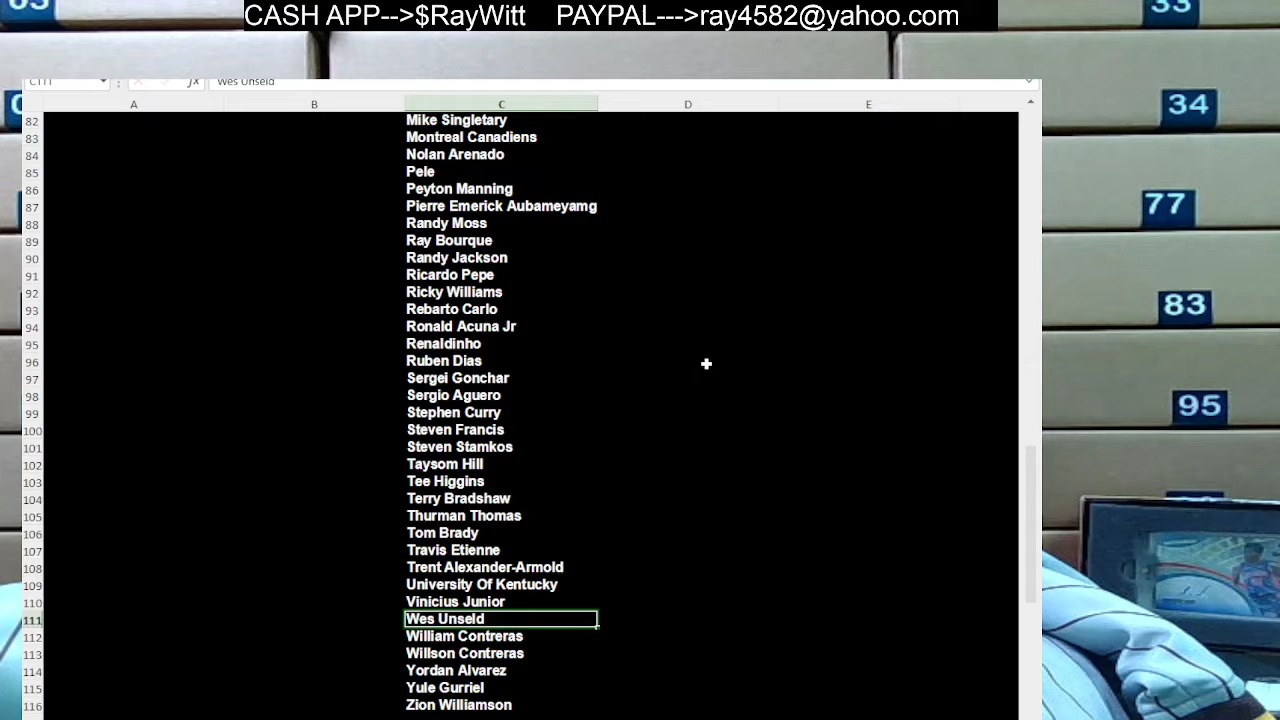 CASH APP-->$RayWitt PAYPAL--->ray4582@yahoo.com
33
34
77
83
95
C111
fx
Wes Unseld
A B C D E
82 Mike Singletary
83 Montreal Canadiens
84 Nolan Arenado
85 Pele
86 Peyton Manning
87 Pierre Emerick Aubameyamg
88 Randy Moss
89 Ray Bourque
90 Randy Jackson
91 Ricardo Pepe
92 Ricky Williams
93 Rebarto Carlo
94 Ronald Acuna Jr
95 Renaldinho
96 Ruben Dias
97 Sergei Gonchar
98 Sergio Aguero
99 Stephen Curry
100 Steven Francis
101 Steven Stamkos
102 Taysom Hill
103 Tee Higgins
104 Terry Bradshaw
105 Thurman Thomas
106 Tom Brady
107 Travis Etienne
108 Trent Alexander-Armold
109 University Of Kentucky
110 Vinicius Junior
111 Wes Unseld
112 William Contreras
113 Willson Contreras
114 Yordan Alvarez
115 Yule Gurriel
116 Zion Williamson